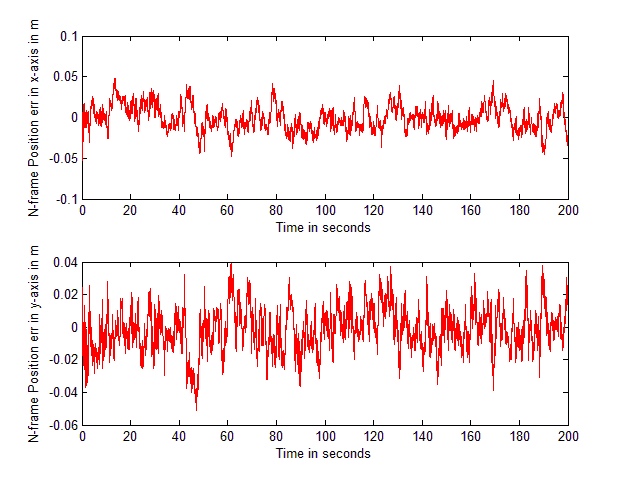 N-frame Position err in x-axis in m
0.1
0.05
0
-0.05
-0.1
0 20 40 60 80 100 120 140 160 180 200
Time in seconds
N-frame Position err in y-axis in m
0.04
0.02
0
-0.02
-0.04
-0.06
0 20 40 60 80 100 120 140 160 180 200
Time in seconds